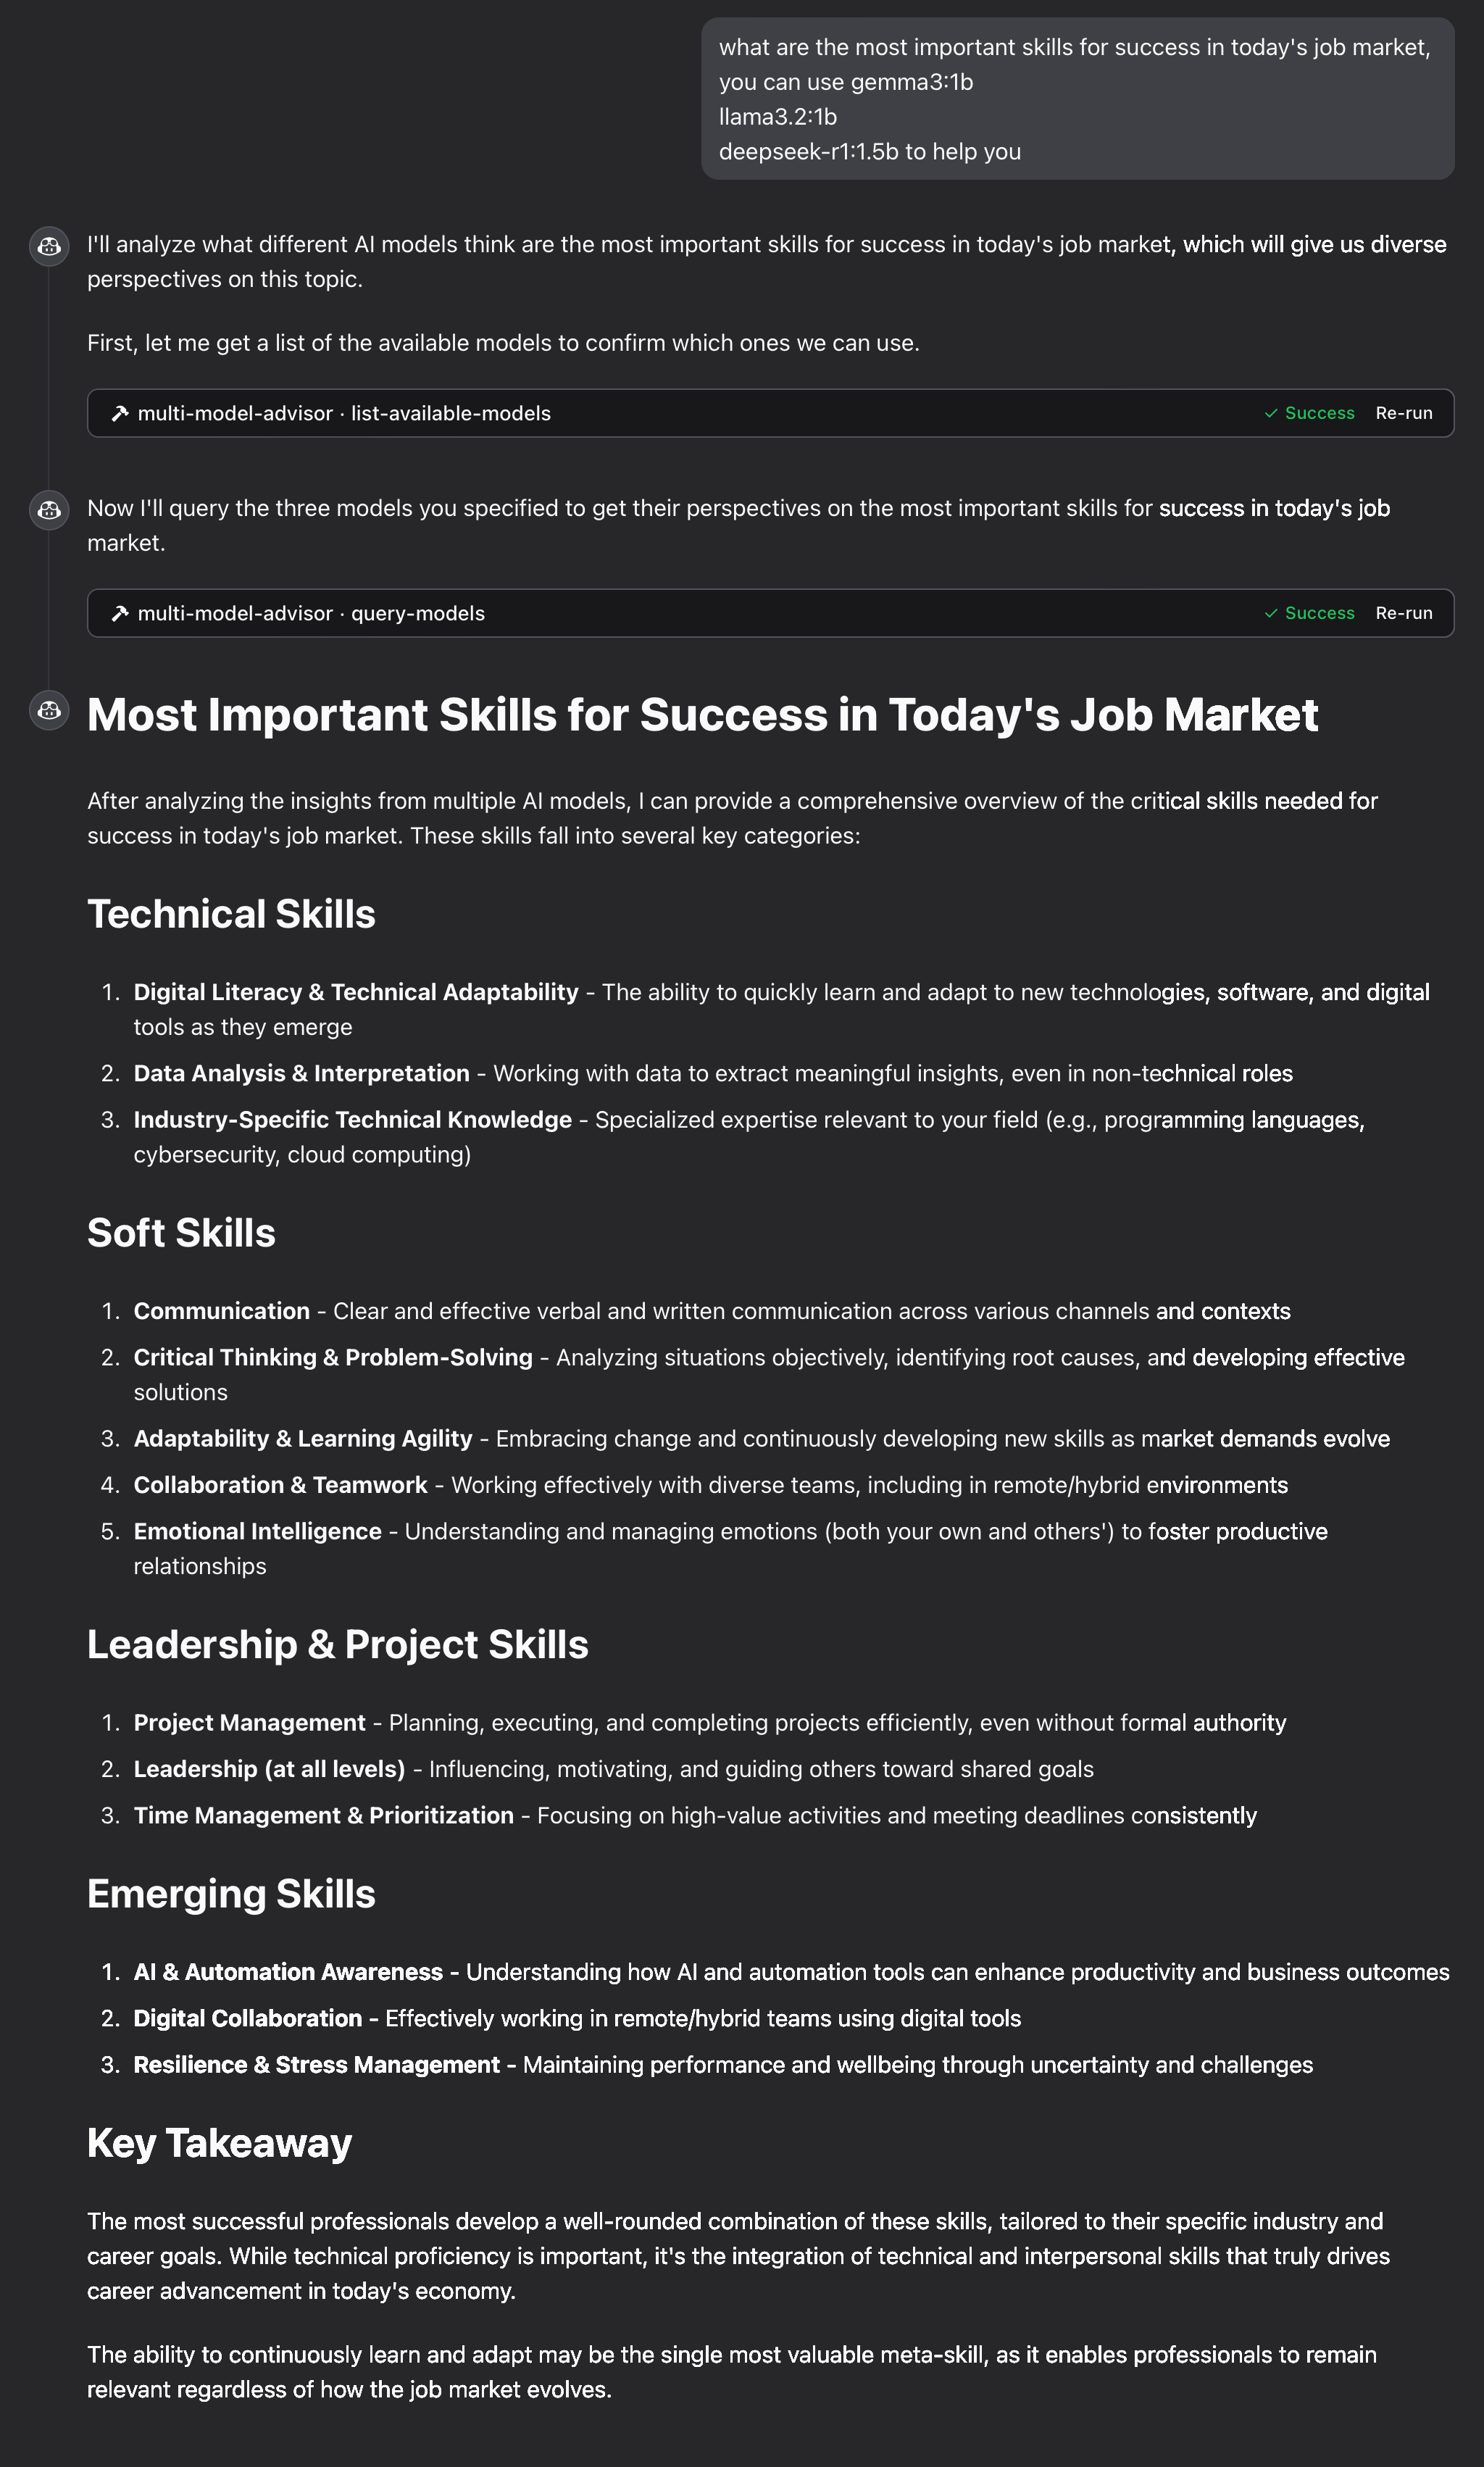 what are the most important skills for success in today's job market,
you can use gemma3:1b
llama3.2:1b
deepseek-r1:1.5b to help you
I'll analyze what different AI models think are the most important skills for success in today's job market, which will give us diverse
perspectives on this topic.
First, let me get a list of the available models to confirm which ones we can use.
multi-model-advisor · list-available-models ✓ Success Re-run
Now I'll query the three models you specified to get their perspectives on the most important skills for success in today's job
market.
multi-model-advisor · query-models ✓ Success Re-run
Most Important Skills for Success in Today's Job Market
After analyzing the insights from multiple AI models, I can provide a comprehensive overview of the critical skills needed for
success in today's job market. These skills fall into several key categories:
Technical Skills
1. Digital Literacy & Technical Adaptability - The ability to quickly learn and adapt to new technologies, software, and digital
tools as they emerge
2. Data Analysis & Interpretation - Working with data to extract meaningful insights, even in non-technical roles
3. Industry-Specific Technical Knowledge - Specialized expertise relevant to your field (e.g., programming languages,
cybersecurity, cloud computing)
Soft Skills
1. Communication - Clear and effective verbal and written communication across various channels and contexts
2. Critical Thinking & Problem-Solving - Analyzing situations objectively, identifying root causes, and developing effective
solutions
3. Adaptability & Learning Agility - Embracing change and continuously developing new skills as market demands evolve
4. Collaboration & Teamwork - Working effectively with diverse teams, including in remote/hybrid environments
5. Emotional Intelligence - Understanding and managing emotions (both your own and others') to foster productive
relationships
Leadership & Project Skills
1. Project Management - Planning, executing, and completing projects efficiently, even without formal authority
2. Leadership (at all levels) - Influencing, motivating, and guiding others toward shared goals
3. Time Management & Prioritization - Focusing on high-value activities and meeting deadlines consistently
Emerging Skills
1. AI & Automation Awareness - Understanding how AI and automation tools can enhance productivity and business outcomes
2. Digital Collaboration - Effectively working in remote/hybrid teams using digital tools
3. Resilience & Stress Management - Maintaining performance and wellbeing through uncertainty and challenges
Key Takeaway
The most successful professionals develop a well-rounded combination of these skills, tailored to their specific industry and
career goals. While technical proficiency is important, it's the integration of technical and interpersonal skills that truly drives
career advancement in today's economy.
The ability to continuously learn and adapt may be the single most valuable meta-skill, as it enables professionals to remain
relevant regardless of how the job market evolves.